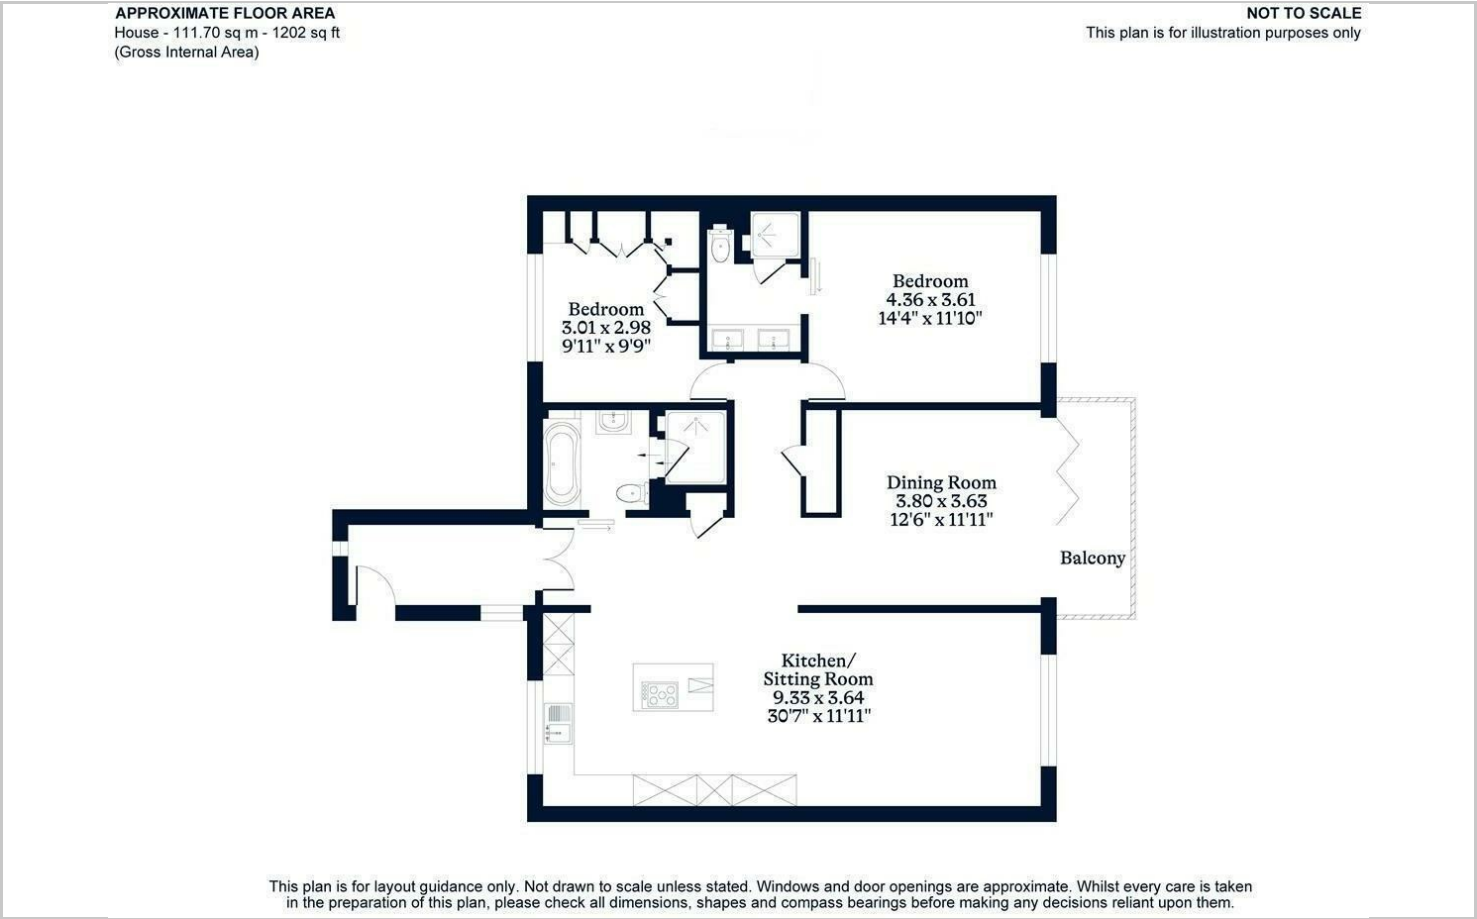 APPROXIMATE FLOOR AREA
House - 111.70 sq m - 1202 sq ft
(Gross Internal Area)
NOT TO SCALE
This plan is for illustration purposes only
Bedroom
4.36 x 3.61
14'4" x 11'10"
Bedroom
3.01 x 2.98
9'11" x 9'9"
Dining Room
3.80 x 3.63
12'6" x 11'11"
Balcony
Kitchen/
Sitting Room
9.33 x 3.64
30'7" x 11'11"
This plan is for layout guidance only. Not drawn to scale unless stated. Windows and door openings are approximate. Whilst every care is taken
in the preparation of this plan, please check all dimensions, shapes and compass bearings before making any decisions reliant upon them.